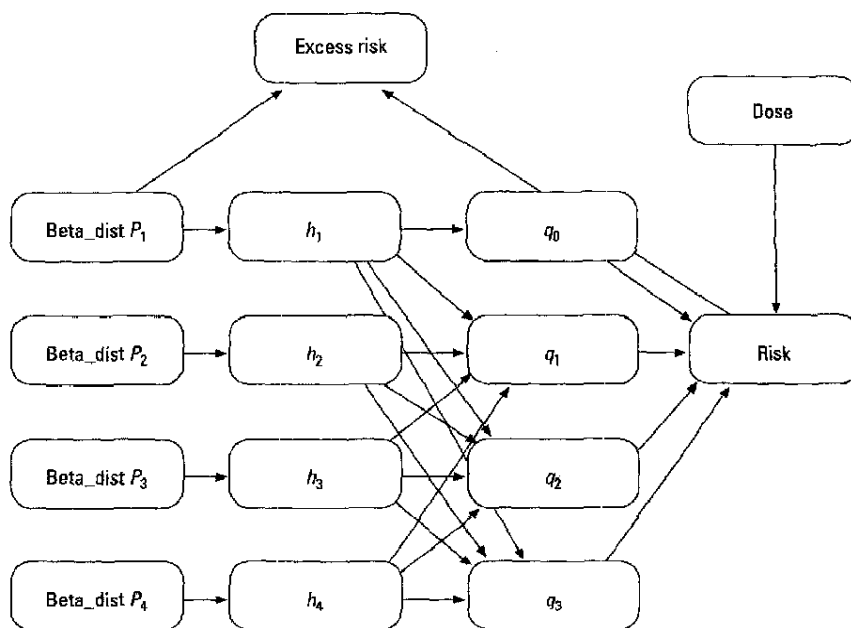 Excess risk
Dose
Beta_dist P₁
h₁
q₀
Beta_dist P₂
h₂
q₁
Risk
Beta_dist P₃
h₃
q₂
Beta_dist P₄
h₄
q₃